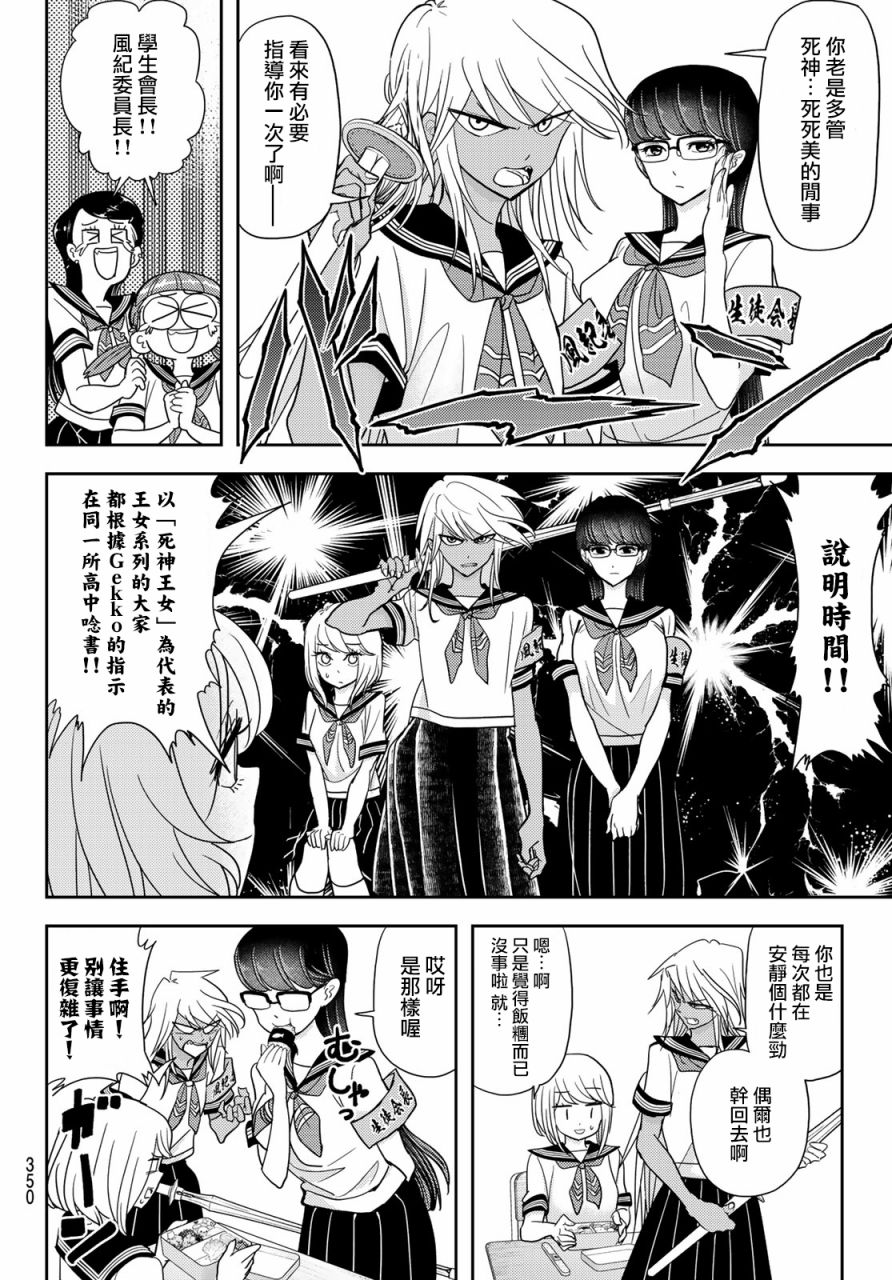 你老是多管
死神…死死美的閒事
看來有必要
指導你一次了啊——
生徒会長
風紀委
學生會長!!
風紀委員長!!
說明時間!!
生徒
風紀
以「死神王女」為代表的
王女系列的大家
都根據Gekko的指示
在同一所高中唸書!!
你也是
每次都在
安靜個什麼勁
偶爾也
幹回去啊
嗯…啊
只是覺得飯糰而已
沒事啦 就…
哎呀
是那樣喔
むしゃっ
生徒会長
風紀
住手啊!
別讓事情
更復雜了!
ガーン
350